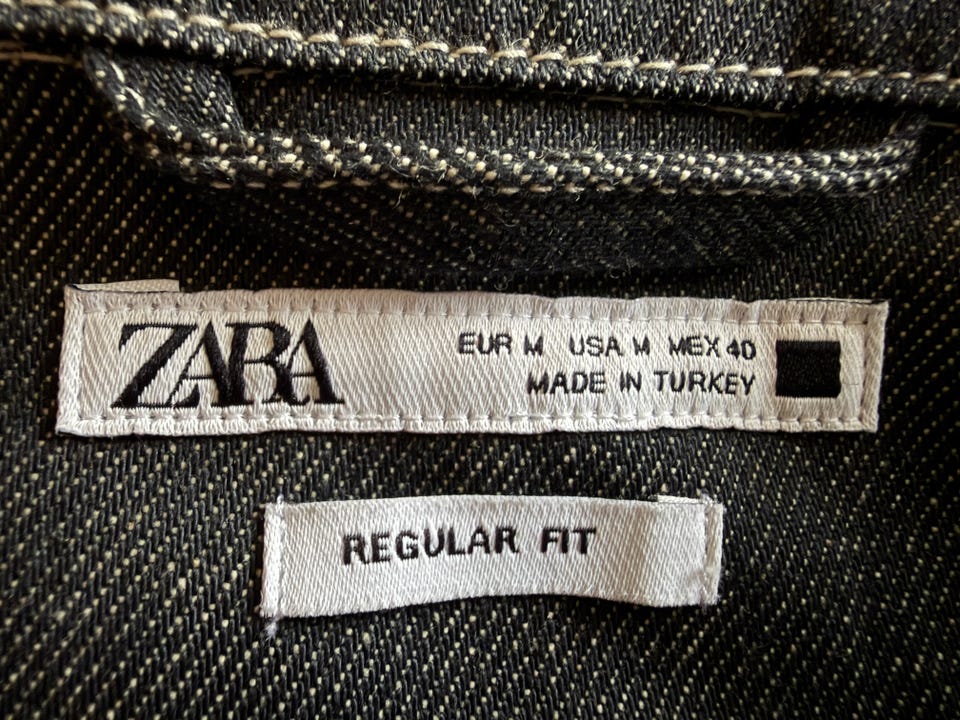 ZARA
EUR M USA M MEX 40
MADE IN TURKEY
REGULAR FIT